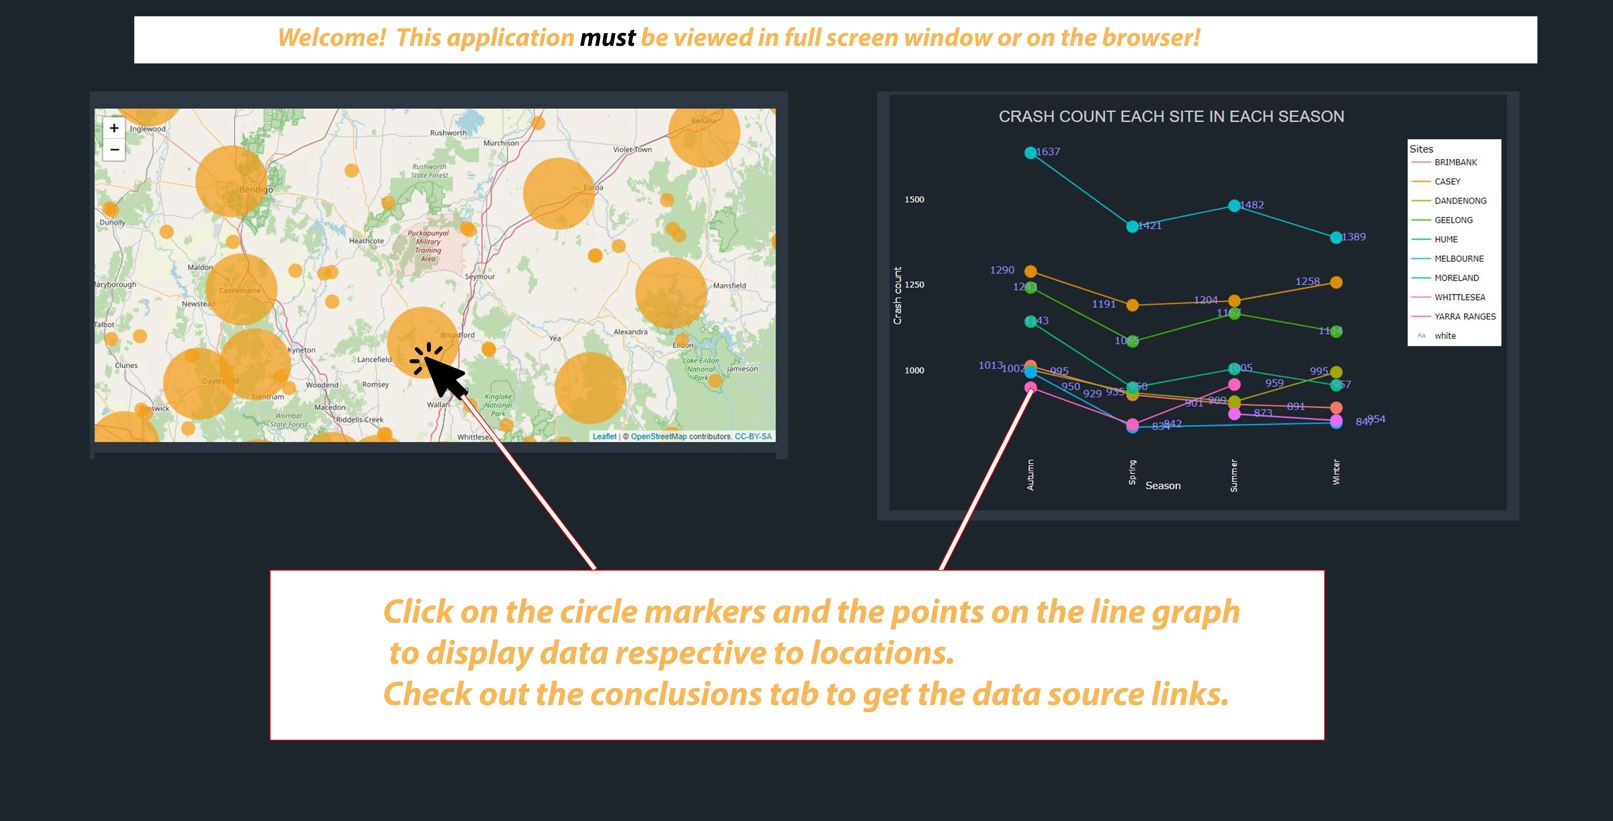 Welcome!  This application must be viewed in full screen window or on the browser!
+
−
Inglewood
Rushworth
Murchison
Benalla
Violet-Town
Rushworth
State Forest
Bendigo
Euroa
Dunolly
Puckapunyal
Military
Training
Area
Heathcote
Maldon
Seymour
Mansfield
Castlemaine
Newstead
Talbot
Broadford
Alexandra
Kyneton
Yea
Eildon
Clunes
Lancefield
Lake Eildon
National
Park
Jamieson
Daylesford
Woodend
Romsey
Trentham
Wallan
Kinglake
National
Park
Macedon
Wombat
State Forest
Riddells Creek
Whittlesea
Leaflet | © OpenStreetMap contributors, CC-BY-SA
CRASH COUNT EACH SITE IN EACH SEASON
Crash count
1500
1250
1000
1637
1421
1482
1389
1290
1191
1204
1258
1243
1085
1167
1114
1143
950
1005
957
1013
1002
995
950
929
935
901
909
959
995
873
891
834
842
847
854
Autumn
Spring
Summer
Winter
Season
Sites
BRIMBANK
CASEY
DANDENONG
GEELONG
HUME
MELBOURNE
MORELAND
WHITTLESEA
YARRA RANGES
Aa white
Click on the circle markers and the points on the line graph
to display data respective to locations.
Check out the conclusions tab to get the data source links.